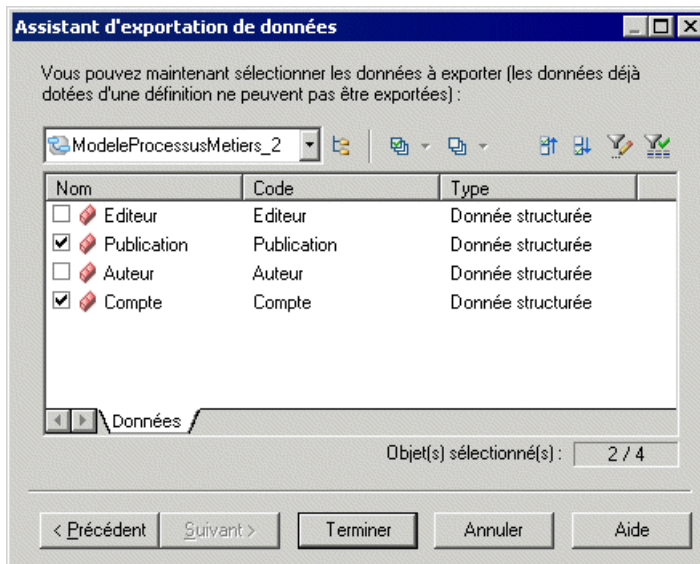 Assistant d'exportation de données
Vous pouvez maintenant sélectionner les données à exporter (les données déjà
dotées d'une définition ne peuvent pas être exportées) :
ModeleProcessusMetiers_2
Nom Code Type
Editeur Editeur Donnée structurée
Publication Publication Donnée structurée
Auteur Auteur Donnée structurée
Compte Compte Donnée structurée
Données
Objet(s) sélectionné(s) : 2 / 4
< Précédent Suivant > Terminer Annuler Aide